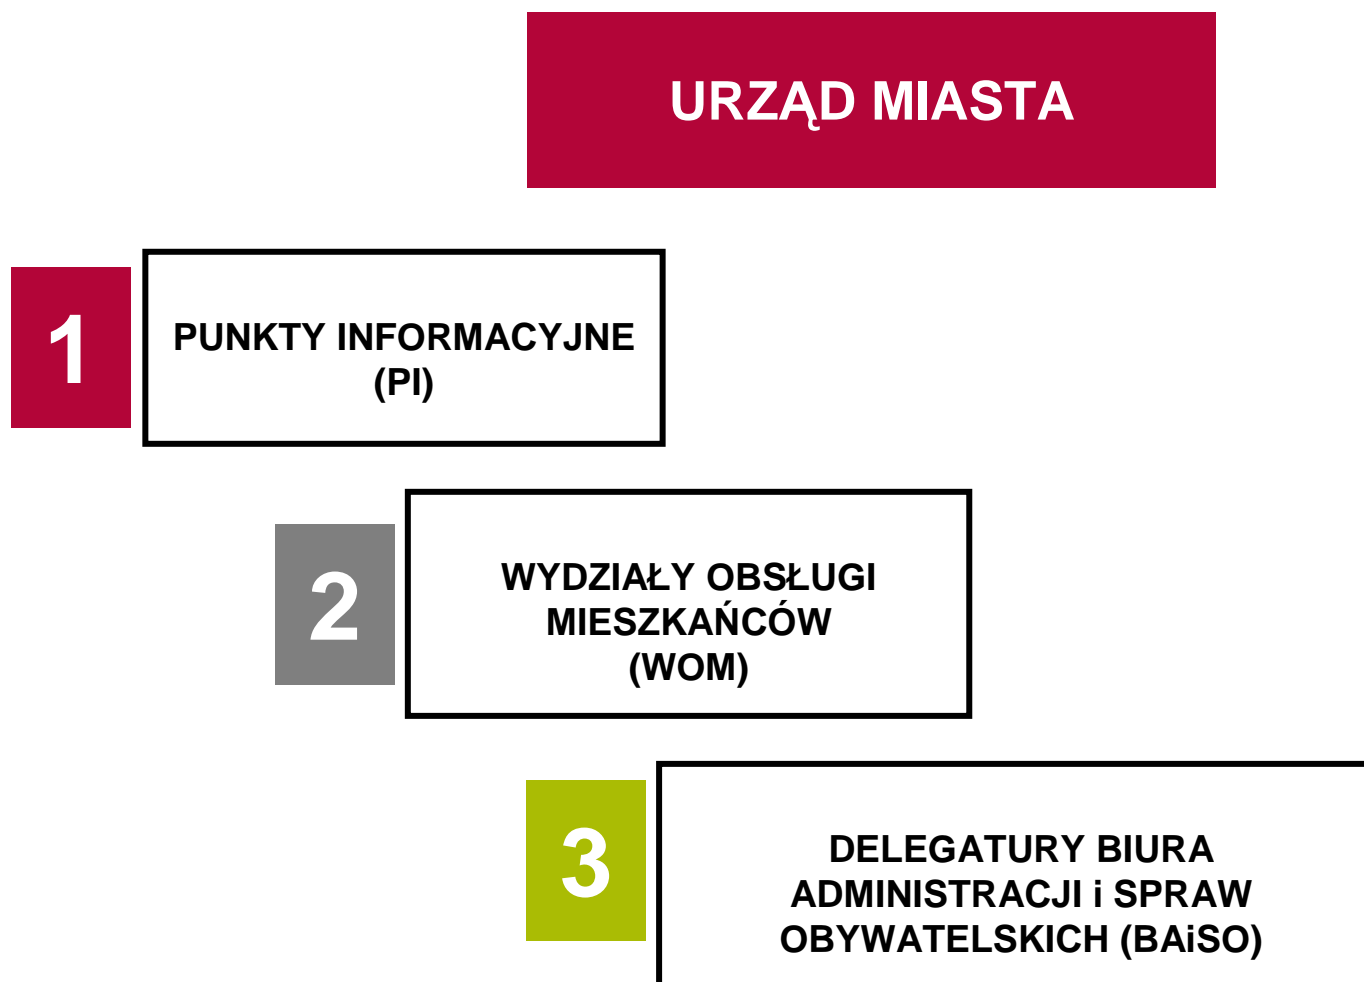 URZĄD MIASTA
1
PUNKTY INFORMACYJNE
(PI)
2
WYDZIAŁY OBSŁUGI
MIESZKAŃCÓW
(WOM)
3
DELEGATURY BIURA
ADMINISTRACJI i SPRAW
OBYWATELSKICH (BAiSO)